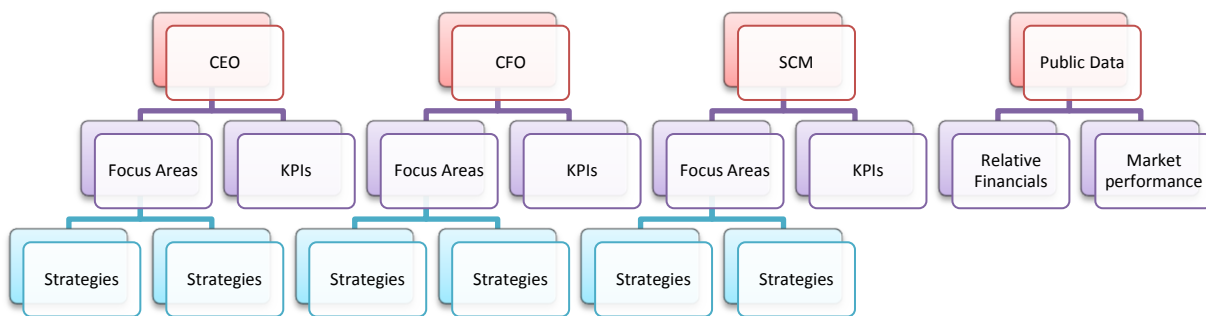 CEO
CFO
SCM
Public Data
Focus Areas
KPIs
Focus Areas
KPIs
Focus Areas
KPIs
Relative
Financials
Market
performance
Strategies
Strategies
Strategies
Strategies
Strategies
Strategies